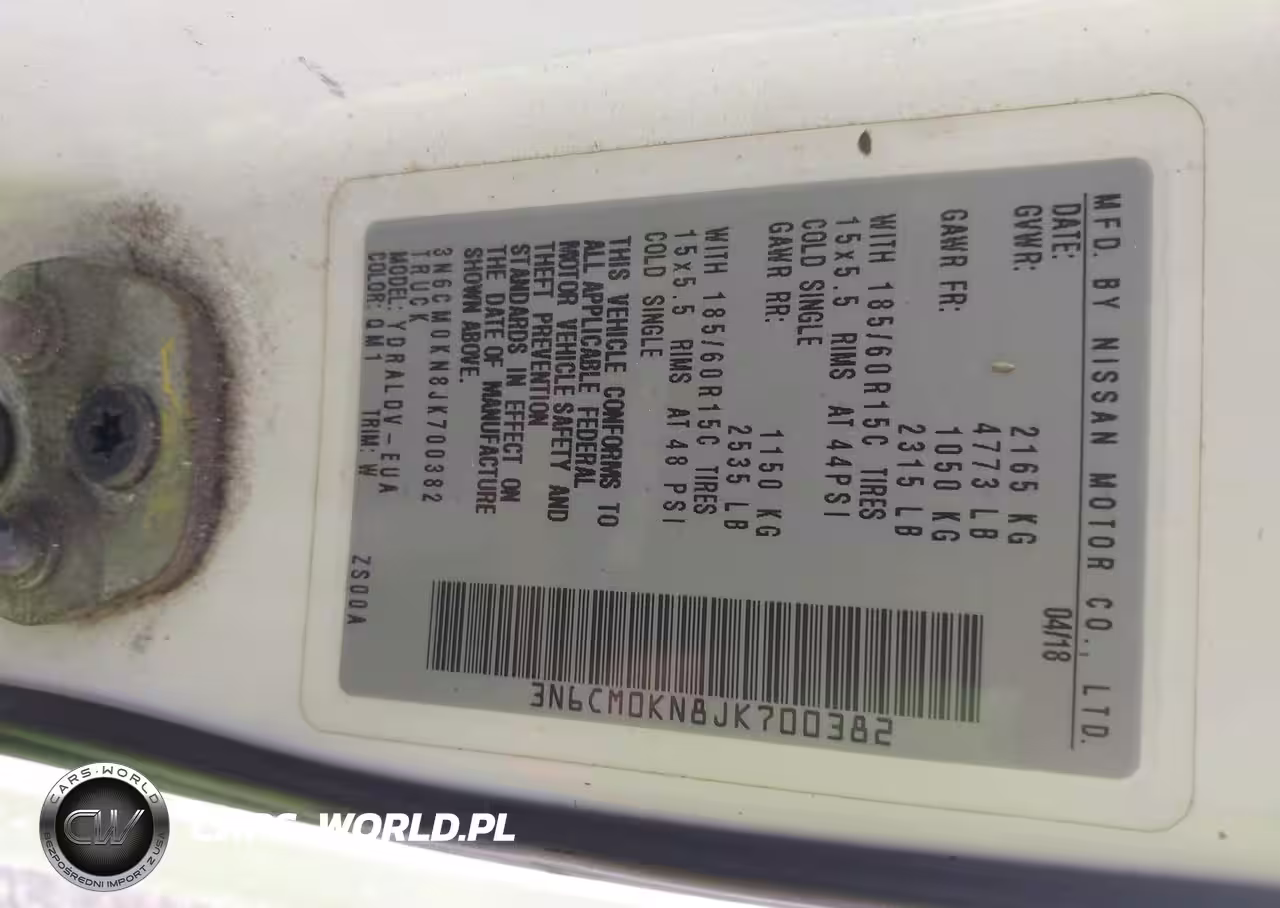 MFD. BY NISSAN MOTOR CO., LTD.
DATE: 04/18
GVWR: 2165 KG
4773 LB
GAWR FR: 1050 KG
2315 LB
WITH 185/60R15C TIRES
15x5.5 RIMS AT 44PSI
COLD SINGLE
GAWR RR: 1150 KG
2535 LB
WITH 185/60R15C TIRES
15x5.5 RIMS AT 48 PSI
COLD SINGLE
THIS VEHICLE CONFORMS TO
ALL APPLICABLE FEDERAL
MOTOR VEHICLE SAFETY AND
THEFT PREVENTION
STANDARDS IN EFFECT ON
THE DATE OF MANUFACTURE
SHOWN ABOVE.
3N6CM0KN8JK700382
TRUCK
MODEL: YDRALDV-EUA
COLOR: QM1 TRIM: W ZS00A
3N6CM0KN8JK700382
CARS-WORLD
CW
BEZPOŚREDNI IMPORT Z USA
CARS-WORLD.PL